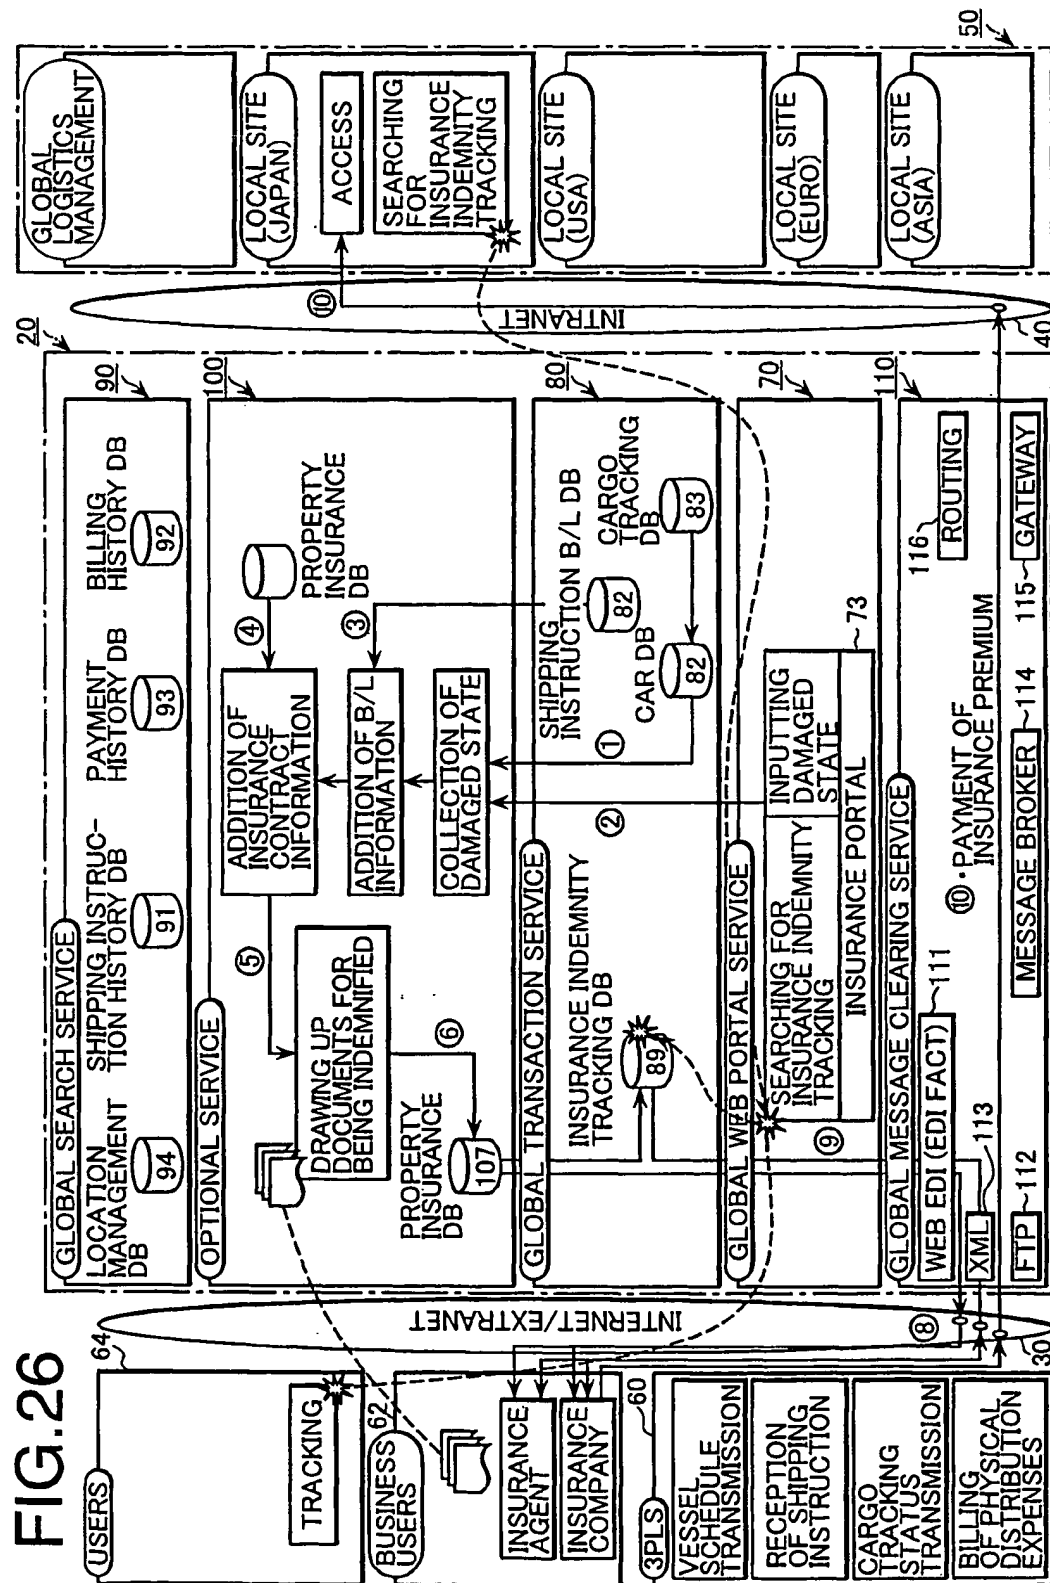 FIG.26
USERS
64
TRACKING
BUSINESS
USERS
62
INSURANCE
AGENT
INSURANCE
COMPANY
3PLS
60
VESSEL
SCHEDULE
TRANSMISSION
RECEPTION
OF SHIPPING
INSTRUCTION
CARGO
TRACKING
STATUS
TRANSMISSION
BILLING
OF PHYSICAL
DISTRIBUTION
EXPENSES
INTERNET/EXTRANET
⑧
30
20
GLOBAL SEARCH SERVICE
90
LOCATION
MANAGEMENT
DB
94
SHIPPING INSTRUC-
TION HISTORY DB
91
PAYMENT
HISTORY DB
93
BILLING
HISTORY DB
92
OPTIONAL SERVICE
100
DRAWING UP
DOCUMENTS FOR
BEING INDEMNIFIED
⑤
⑥
PROPERTY
INSURANCE
DB
107
ADDITION OF
INSURANCE
CONTRACT
INFORMATION
④
PROPERTY
INSURANCE
DB
ADDITION OF B/L
INFORMATION
③
COLLECTION OF
DAMAGED STATE
GLOBAL TRANSACTION SERVICE
80
INSURANCE INDEMNITY
TRACKING DB
89
②
①
SHIPPING
INSTRUCTION B/L DB
82
CAR DB
82
CARGO
TRACKING
DB
83
GLOBAL WEB PORTAL SERVICE
70
⑨
SEARCHING FOR
INSURANCE INDEMNITY
TRACKING
INPUTTING
DAMAGED
STATE
INSURANCE PORTAL
73
GLOBAL MESSAGE CLEARING SERVICE
110
WEB EDI (EDI FACT)
111
XML
113
FTP
112
⑩・PAYMENT OF
INSURANCE PREMIUM
MESSAGE BROKER
114
116
ROUTING
115
GATEWAY
INTRANET
⑩
40
50
GLOBAL
LOGISTICS
MANAGEMENT
LOCAL SITE
(JAPAN)
ACCESS
SEARCHING
FOR
INSURANCE
INDEMNITY
TRACKING
LOCAL SITE
(USA)
LOCAL SITE
(EURO)
LOCAL SITE
(ASIA)